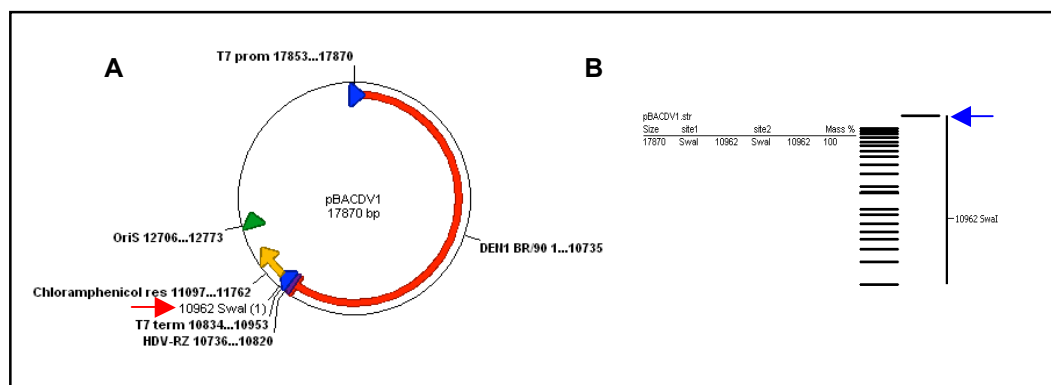 A
T7 prom 17853...17870
pBACDV1
17870 bp
OriS 12706...12773
DEN1 BR/90 1...10735
Chloramphenicol res 11097...11762
10962 SwaI (1)
T7 term 10834...10953
HDV-RZ 10736...10820
B
pBACDV1.str
Size site1 site2 Mass %
17870 SwaI 10962 SwaI 10962 100
10962 SwaI